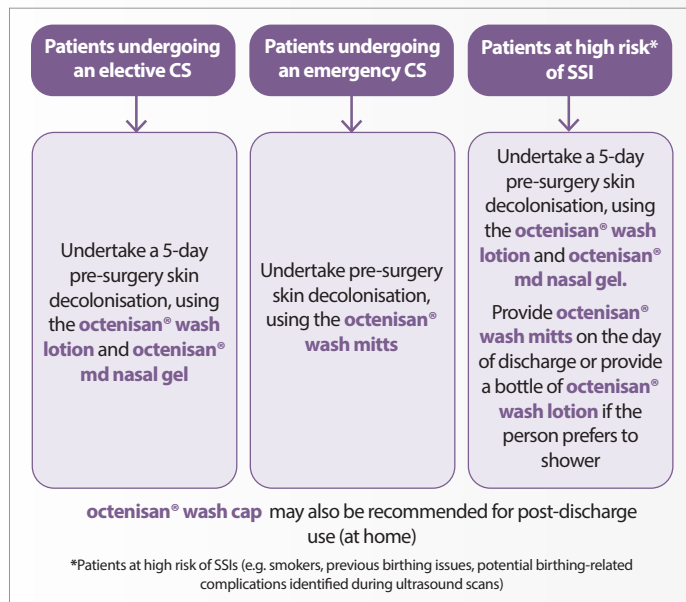 Patients undergoing
an elective CS
Patients undergoing
an emergency CS
Patients at high risk*
of SSI
Undertake a 5-day
pre-surgery skin
decolonisation, using
the octenisan® wash
lotion and octenisan®
md nasal gel
Undertake pre-surgery
skin decolonisation,
using the octenisan®
wash mitts
Undertake a 5-day
pre-surgery skin
decolonisation, using
the octenisan® wash
lotion and octenisan®
md nasal gel.
Provide octenisan®
wash mitts on the day
of discharge or provide
a bottle of octenisan®
wash lotion if the
person prefers to
shower
octenisan® wash cap may also be recommended for post-discharge
use (at home)
*Patients at high risk of SSIs (e.g. smokers, previous birthing issues, potential birthing-related
complications identified during ultrasound scans)